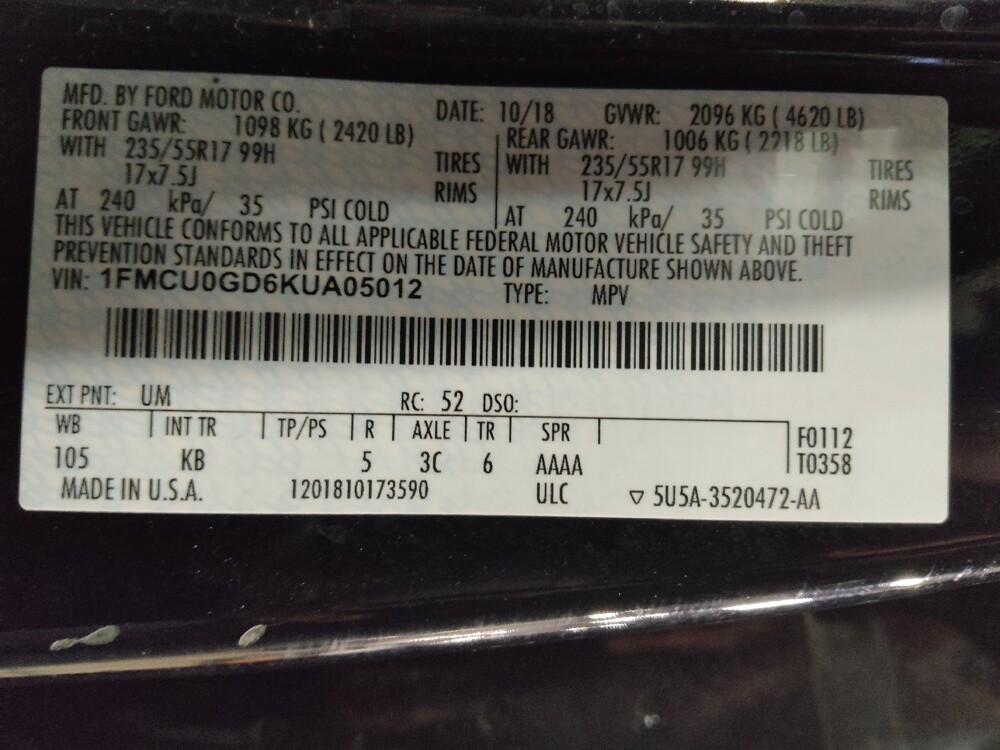 MFD. BY FORD MOTOR CO. DATE: 10/18 GVWR: 2096 KG ( 4620 LB)
FRONT GAWR: 1098 KG ( 2420 LB) REAR GAWR: 1006 KG ( 2218 LB)
WITH 235/55R17 99H TIRES WITH 235/55R17 99H TIRES
17x7.5J RIMS 17x7.5J RIMS
AT 240 kPa/ 35 PSI COLD AT 240 kPa/ 35 PSI COLD
THIS VEHICLE CONFORMS TO ALL APPLICABLE FEDERAL MOTOR VEHICLE SAFETY AND THEFT
PREVENTION STANDARDS IN EFFECT ON THE DATE OF MANUFACTURE SHOWN ABOVE.
VIN: 1FMCU0GD6KUA05012 TYPE: MPV
EXT PNT: UM RC: 52 DSO:
WB INT TR TP/PS R AXLE TR SPR F0112
105 KB 5 3C 6 AAAA T0358
MADE IN U.S.A. 1201810173590 ULC ▽ 5U5A-3520472-AA